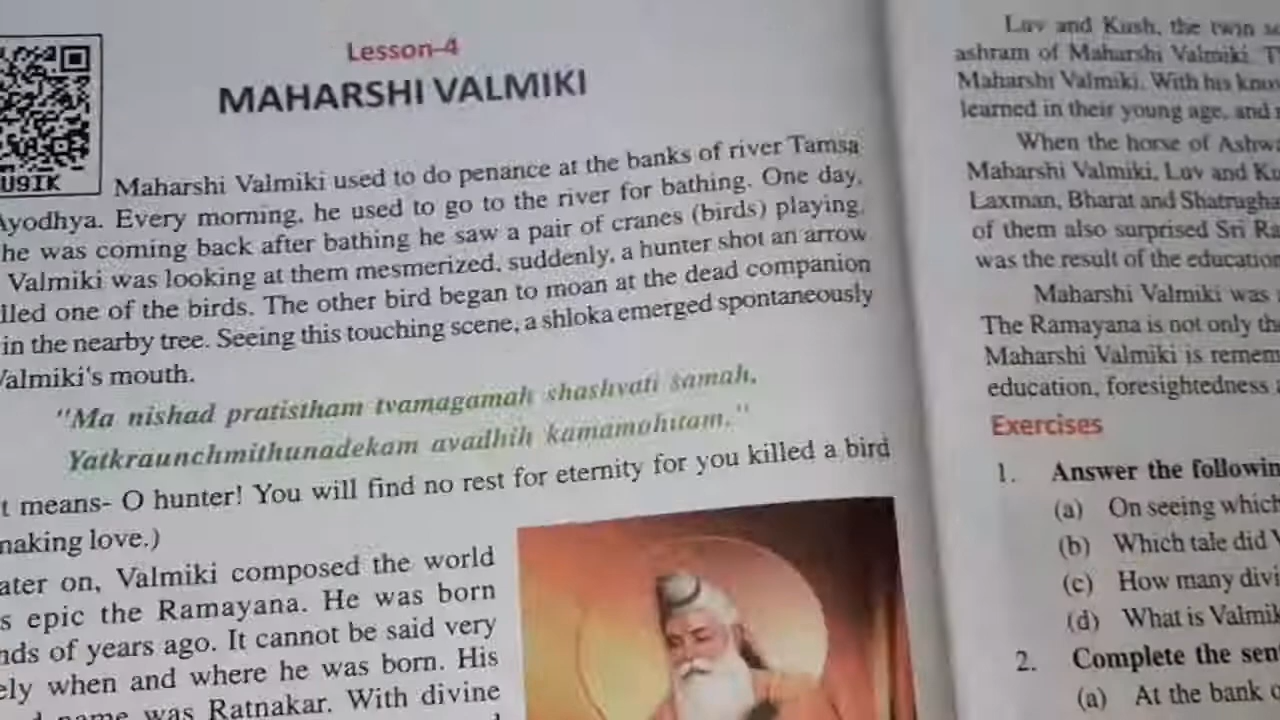 U9IK
Lesson-4
MAHARSHI VALMIKI
Maharshi Valmiki used to do penance at the banks of river Tamsa
Ayodhya. Every morning, he used to go to the river for bathing. One day,
he was coming back after bathing he saw a pair of cranes (birds) playing.
Valmiki was looking at them mesmerized, suddenly, a hunter shot an arrow
lled one of the birds. The other bird began to moan at the dead companion
in the nearby tree. Seeing this touching scene, a shloka emerged spontaneously
Valmiki's mouth.
"Ma nishad pratistham tvamagamah shashvati samah,
Yatkraunchmithunadekam avadhih kamamohitam."
t means- O hunter! You will find no rest for eternity for you killed a bird
naking love.)
ater on, Valmiki composed the world
s epic the Ramayana. He was born
nds of years ago. It cannot be said very
ely when and where he was born. His
name was Ratnakar. With divine
Luv and Kush, the twin
ashram of Maharshi Valmiki.
Maharshi Valmiki. With his
learned in their young age, and
When the horse of
Maharshi Valmiki, Luv and
Laxman, Bharat and
of them also surprised Sri
was the result of the education
Maharshi Valmiki was
The Ramayana is not only
Maharshi Valmiki is
education, foresightedness
Exercises
1. Answer the
(a) On seeing which
(b) Which tale did
(c) How many
(d) What is
2. Complete the
(a) At the bank